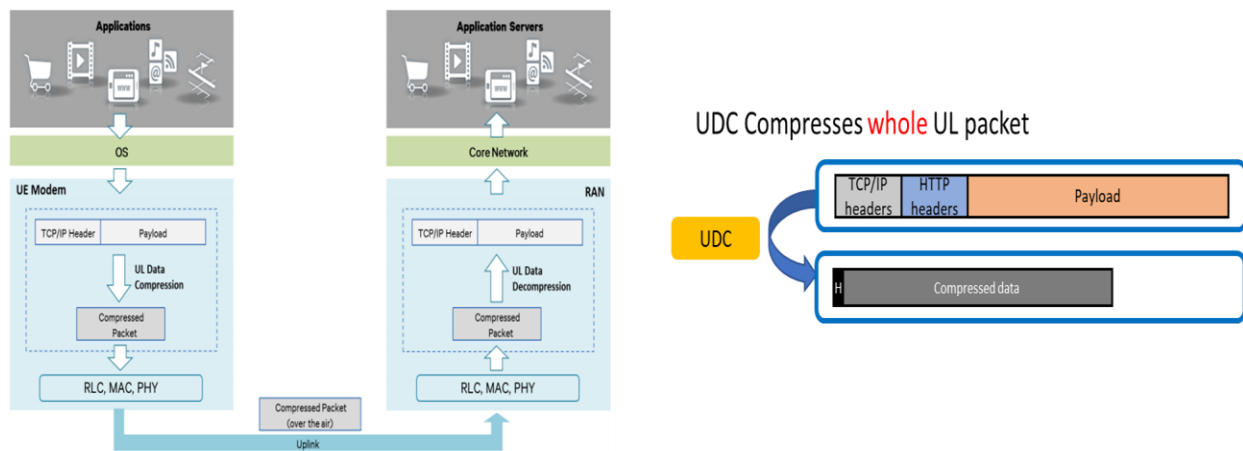 Applications
@
www
OS
UE Modem
TCP/IP Header
Payload
UL Data
Compression
Compressed
Packet
RLC, MAC, PHY
Application Servers
@
www
Core Network
RAN
TCP/IP Header
Payload
UL Data
Decompression
Compressed
Packet
RLC, MAC, PHY
Compressed Packet
(over the air)
Uplink
UDC Compresses whole UL packet
TCP/IP
headers
HTTP
headers
Payload
UDC
H
Compressed data